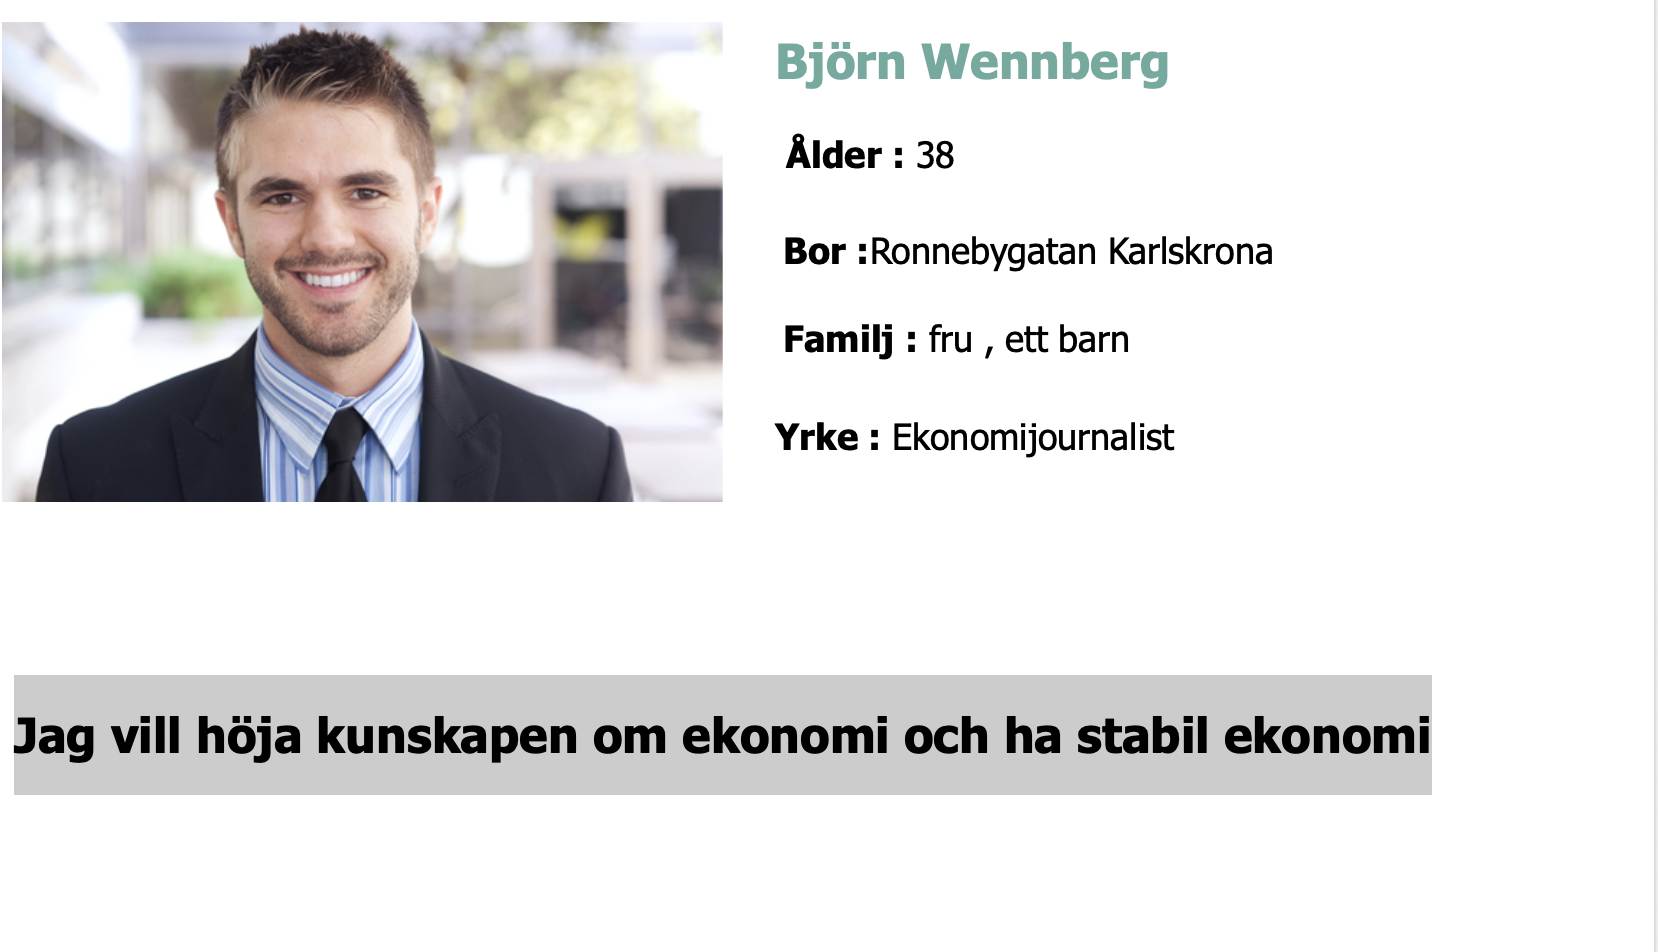 Björn Wennberg
Ålder : 38
Bor :Ronnebygatan Karlskrona
Familj : fru , ett barn
Yrke : Ekonomijournalist
Jag vill höja kunskapen om ekonomi och ha stabil ekonomi